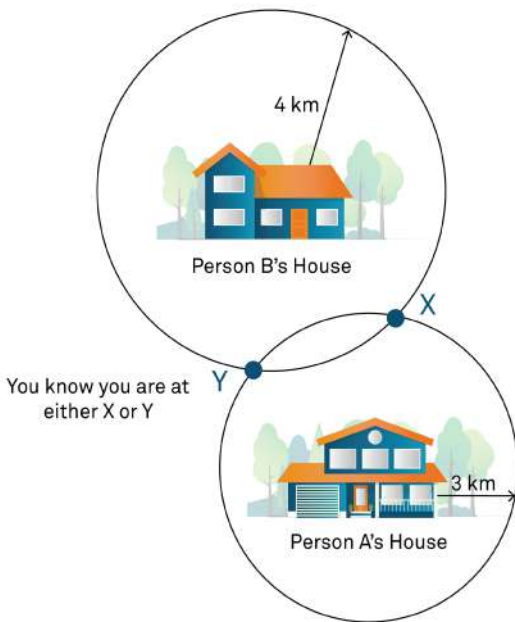 4 km
Person B's House
X
Y
You know you are at
either X or Y
3 km
Person A's House